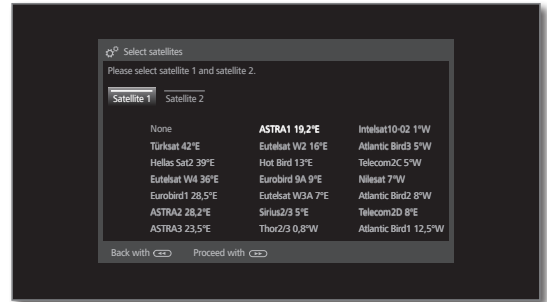 Select satellites
Please select satellite 1 and satellite 2.
Satellite 1 Satellite 2
None ASTRA1 19,2°E Intelsat10-02 1°W
Türksat 42°E Eutelsat W2 16°E Atlantic Bird3 5°W
Hellas Sat2 39°E Hot Bird 13°E Telecom2C 5°W
Eutelsat W4 36°E Eurobird 9A 9°E Nilesat 7°W
Eurobird1 28,5°E Eutelsat W3A 7°E Atlantic Bird2 8°W
ASTRA2 28,2°E Sirius2/3 5°E Telecom2D 8°E
ASTRA3 23,5°E Thor2/3 0,8°W Atlantic Bird1 12,5°W
Back with Proceed with